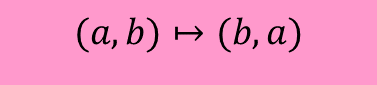 (a, b) ↦ (b, a)